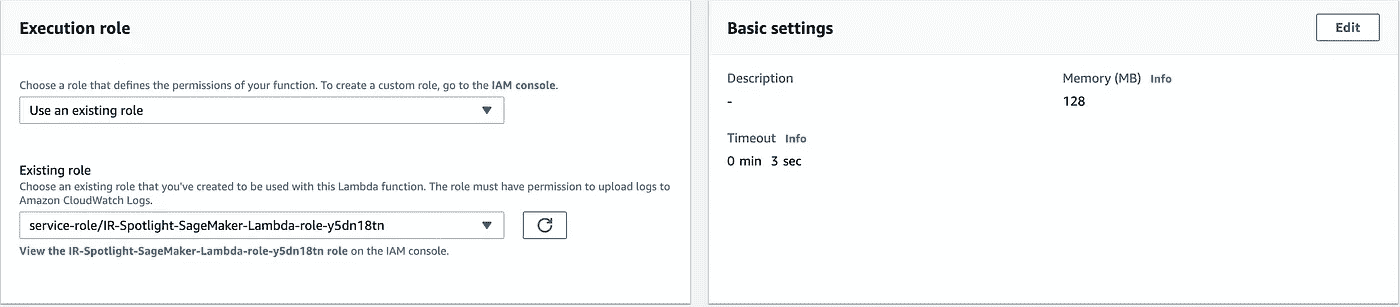 Execution role
Choose a role that defines the permissions of your function. To create a custom role, go to the IAM console.
Use an existing role
Existing role
Choose an existing role that you've created to be used with this Lambda function. The role must have permission to upload logs to
Amazon CloudWatch Logs.
service-role/IR-Spotlight-SageMaker-Lambda-role-y5dn18tn
View the IR-Spotlight-SageMaker-Lambda-role-y5dn18tn role on the IAM console.
Basic settings
Edit
Description
-
Memory (MB) Info
128
Timeout Info
0 min 3 sec